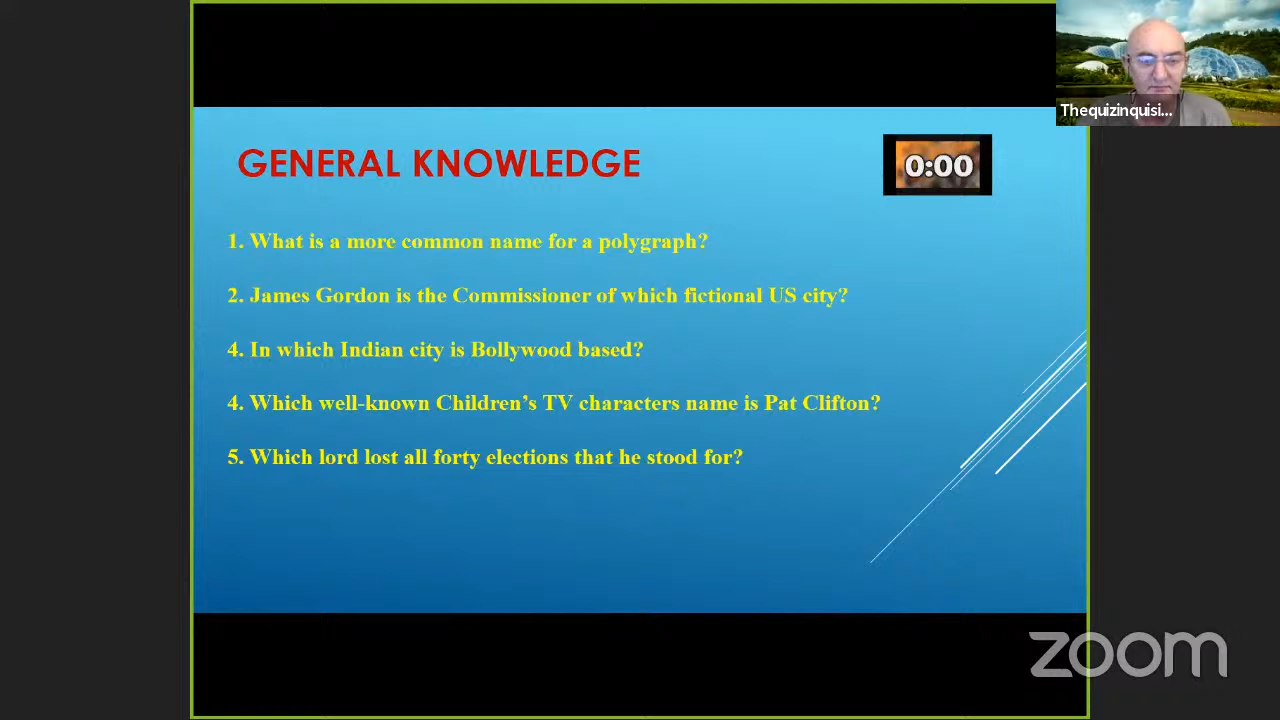 GENERAL KNOWLEDGE
0:00
Thequizinquisi...
1. What is a more common name for a polygraph?
2. James Gordon is the Commissioner of which fictional US city?
4. In which Indian city is Bollywood based?
4. Which well-known Children’s TV characters name is Pat Clifton?
5. Which lord lost all forty elections that he stood for?
zoom